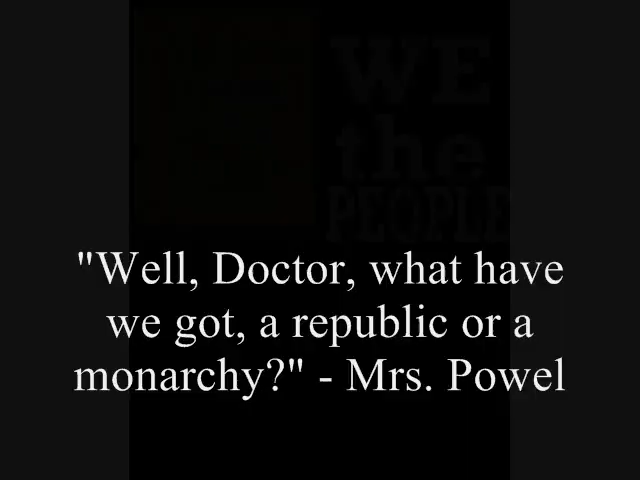 WE
the
PEOPLE
"Well, Doctor, what have
we got, a republic or a
monarchy?" - Mrs. Powel